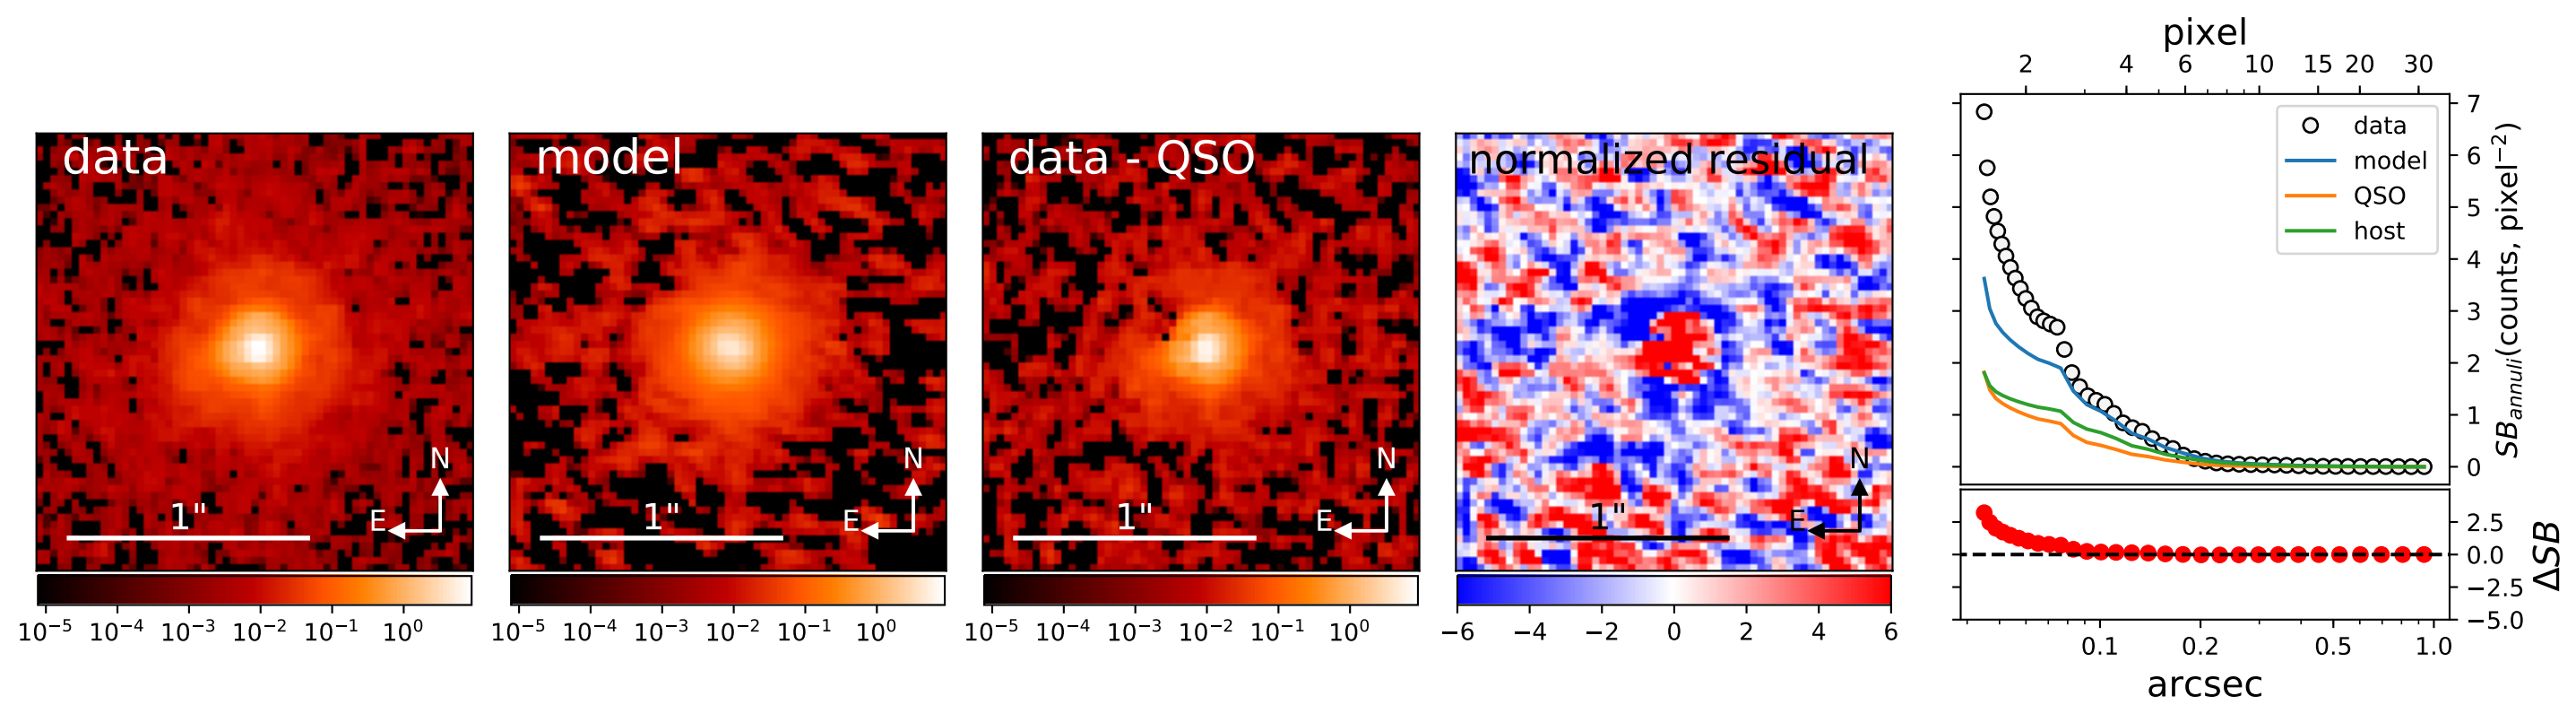 data
N
E
1"
10⁻⁵ 10⁻⁴ 10⁻³ 10⁻² 10⁻¹ 10⁰
model
N
E
1"
10⁻⁵ 10⁻⁴ 10⁻³ 10⁻² 10⁻¹ 10⁰
data - QSO
N
E
1"
10⁻⁵ 10⁻⁴ 10⁻³ 10⁻² 10⁻¹ 10⁰
normalized residual
N
E
1"
−6 −4 −2 0 2 4 6
pixel
2 4 6 10 15 20 30
data
model
QSO
host
7
6
5
4
3
2
1
0
SB_annuli(counts, pixel⁻²)
2.5
0.0
−2.5
−5.0
ΔSB
0.1 0.2 0.5 1.0
arcsec